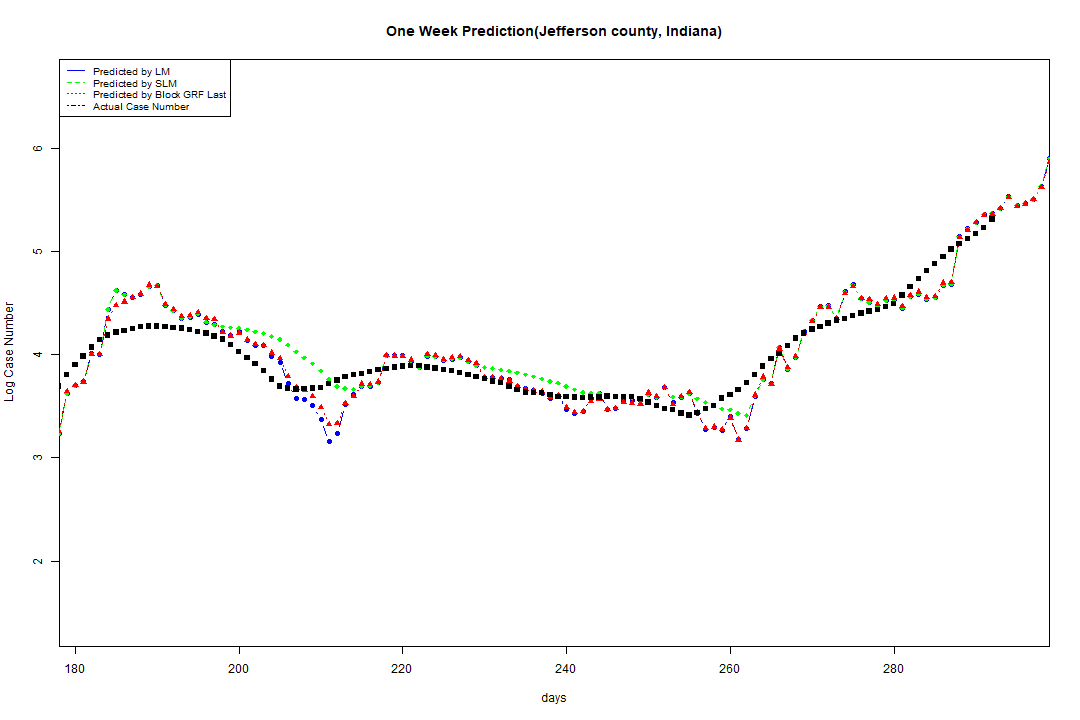 One Week Prediction(Jefferson county, Indiana)
Predicted by LM
Predicted by SLM
Predicted by Block GRF Last
Actual Case Number
6
5
4
3
2
Log Case Number
180 200 220 240 260 280
days